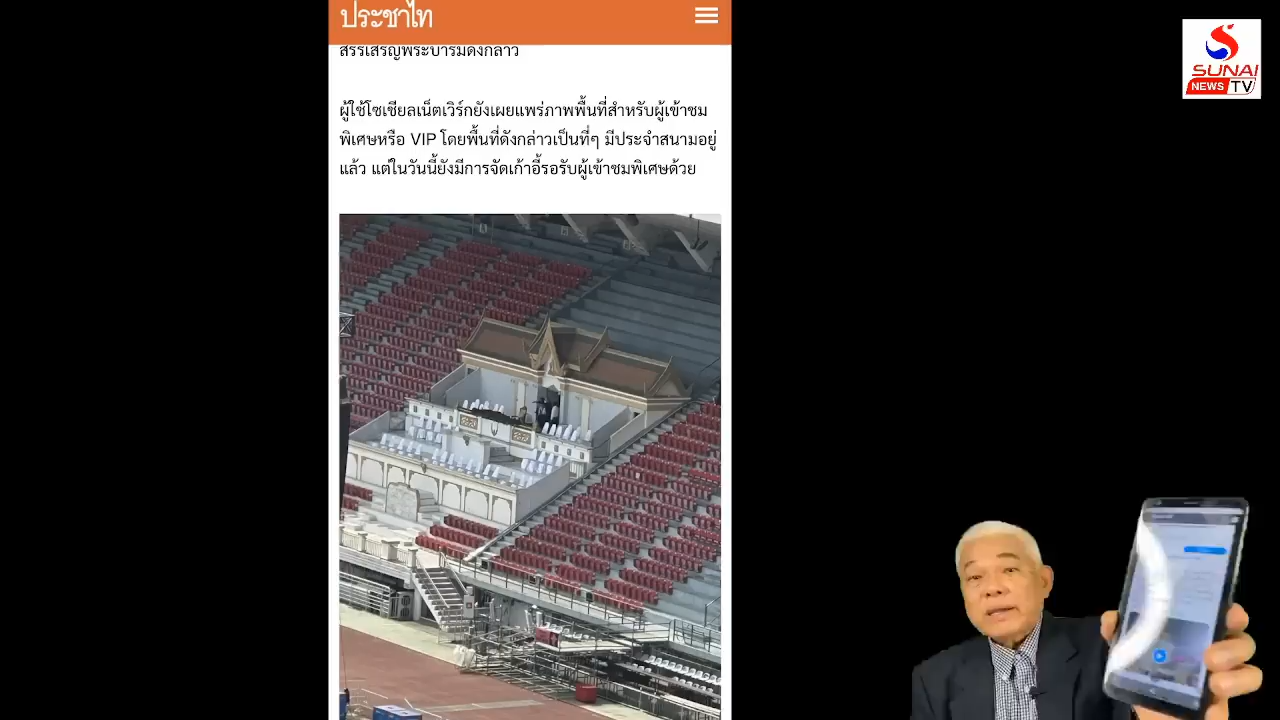 ประชาไท
สรรเสริญพระบารมีดังกล่าว
ผู้ใช้โซเชียลเน็ตเวิร์กยังเผยแพร่ภาพพื้นที่สำหรับผู้เข้าชม
พิเศษหรือ VIP โดยพื้นที่ดังกล่าวเป็นที่ๆ มีประจำสนามอยู่
แล้ว แต่ในวันนี้ยังมีการจัดเก้าอี้รอรับผู้เข้าชมพิเศษด้วย
SUNAI
NEWS TV